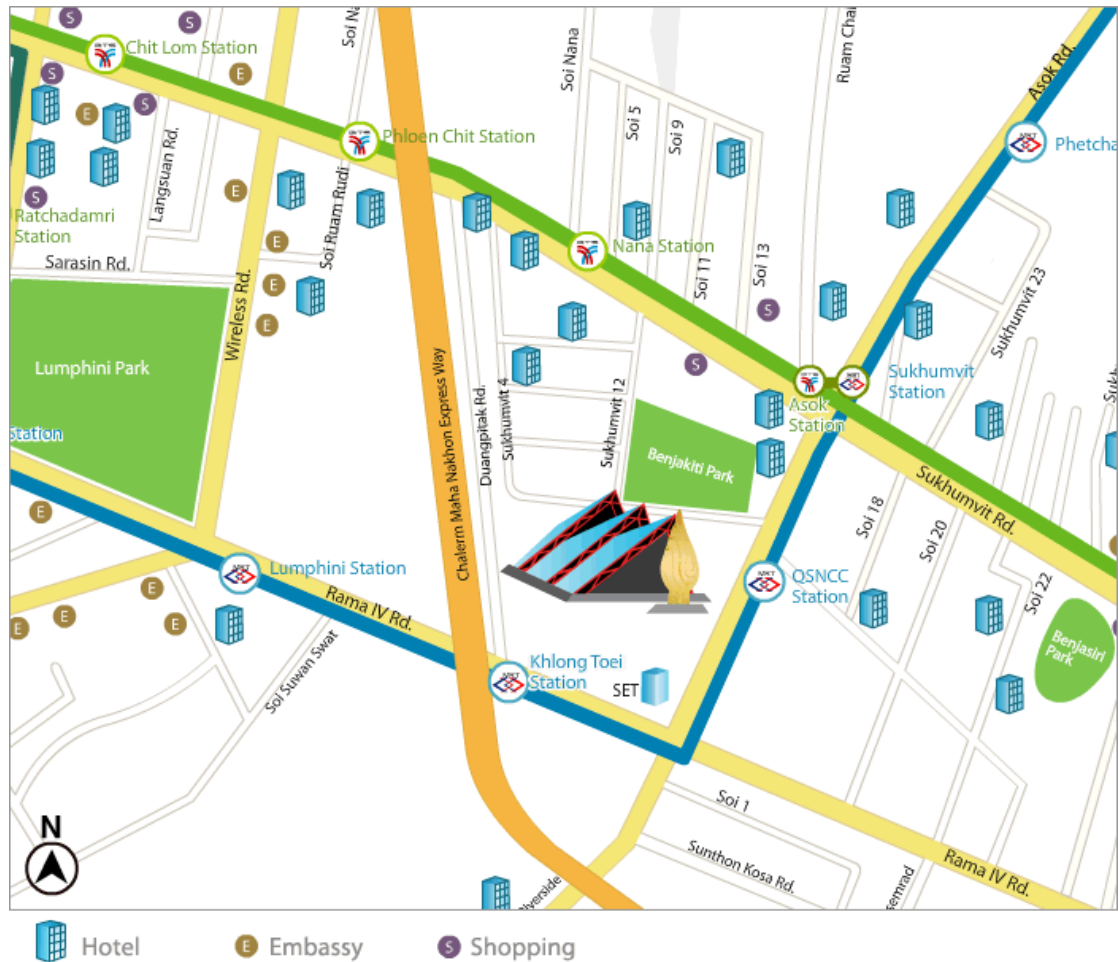 Chit Lom Station
Soi Na
Soi Nana
Ruam Chai
Asok Rd.
Phloen Chit Station
Soi 5
Soi 9
Phetcha
Langsuan Rd.
Ratchadamri
Station
Soi Ruam Rudi
Nana Station
Soi 11
Soi 13
Sarasin Rd.
Wireless Rd.
Sukhumvit 23
Lumphini Park
Sukhumvit
Station
Asok
Station
Station
Chalerm Maha Nakhon Express Way
Duangpitak Rd.
Sukhumvit 4
Sukhumvit 12
Benjakiti Park
Sukhumvit Rd.
Soi 18
Soi 20
Soi 22
Lumphini Station
Rama IV Rd.
QSNCC
Station
Benjasiri
Park
Soi Suwan Swat
Khlong Toei
Station
SET
Soi 1
Sunthon Kosa Rd.
Rama IV Rd.
semrad
Riverside
N
Hotel
E Embassy
S Shopping